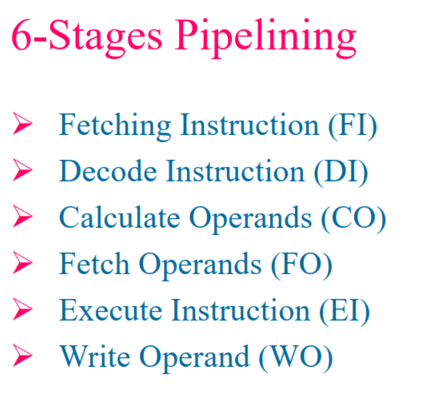 6-Stages Pipelining
Fetching Instruction (FI)
Decode Instruction (DI)
Calculate Operands (CO)
Fetch Operands (FO)
Execute Instruction (EI)
Write Operand (WO)